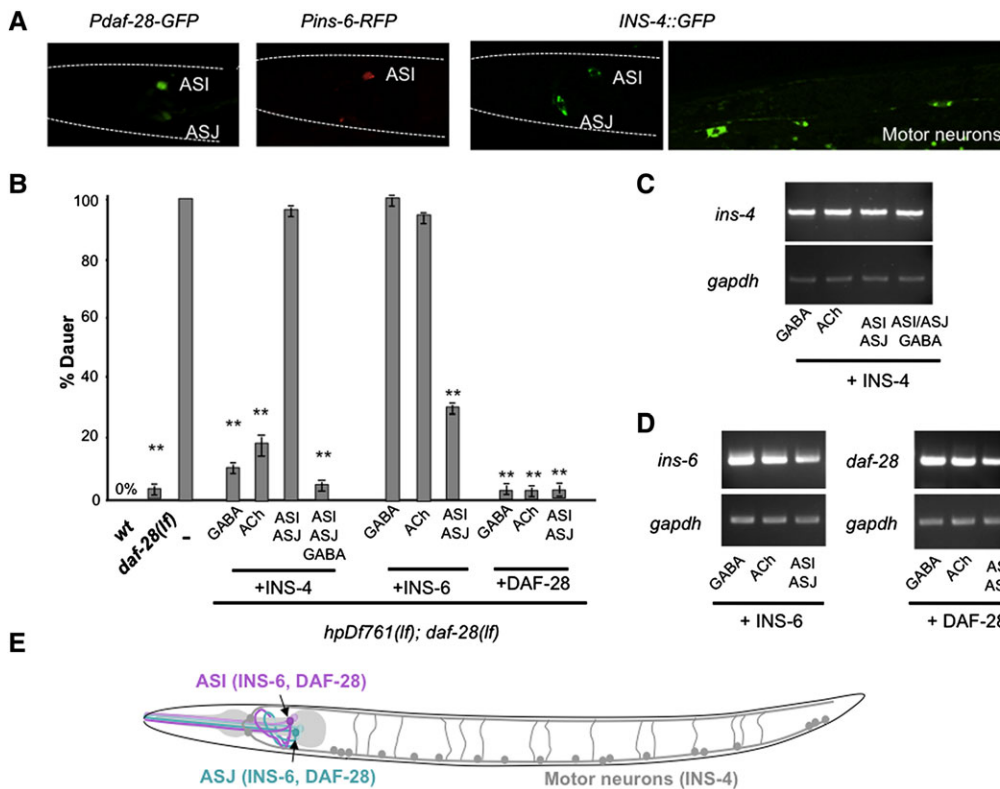 A
Pdaf-28-GFP
Pins-6-RFP
INS-4::GFP
ASI
ASJ
ASI
ASI
ASJ
Motor neurons
B
% Dauer
100
80
60
40
20
0
0%
**
**
**
**
**
**
**
**
wt
daf-28(lf)
-
GABA
ACh
ASI
ASJ
ASI
ASJ
GABA
GABA
ACh
ASI
ASJ
GABA
ACh
ASI
ASJ
+INS-4
+INS-6
+DAF-28
hpDf761(lf); daf-28(lf)
C
ins-4
gapdh
GABA
ACh
ASI
ASJ
ASI/ASJ
GABA
+ INS-4
D
ins-6
gapdh
GABA
ACh
ASI
ASJ
+ INS-6
daf-28
gapdh
GABA
ACh
AS
AS
+ DAF-28
E
ASI (INS-6, DAF-28)
ASJ (INS-6, DAF-28)
Motor neurons (INS-4)